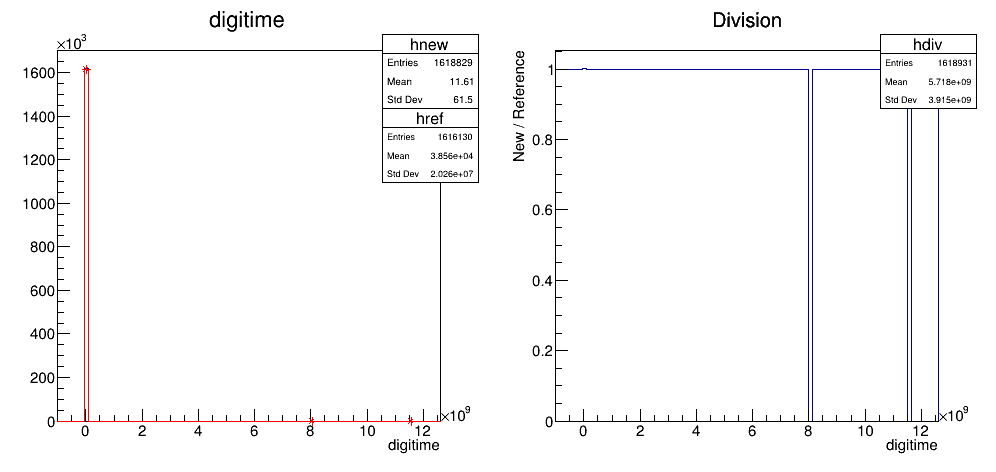 digitime
×10³
1600
1400
1200
1000
800
600
400
200
0
0 2 4 6 8 10 12 ×10⁹
digitime
hnew
Entries 1618829
Mean 11.61
Std Dev 61.5
href
Entries 1616130
Mean 3.856e+04
Std Dev 2.026e+07
Division
New / Reference
1
0.8
0.6
0.4
0.2
0
0 2 4 6 8 10 12 ×10⁹
digitime
hdiv
Entries 1618931
Mean 5.718e+09
Std Dev 3.915e+09